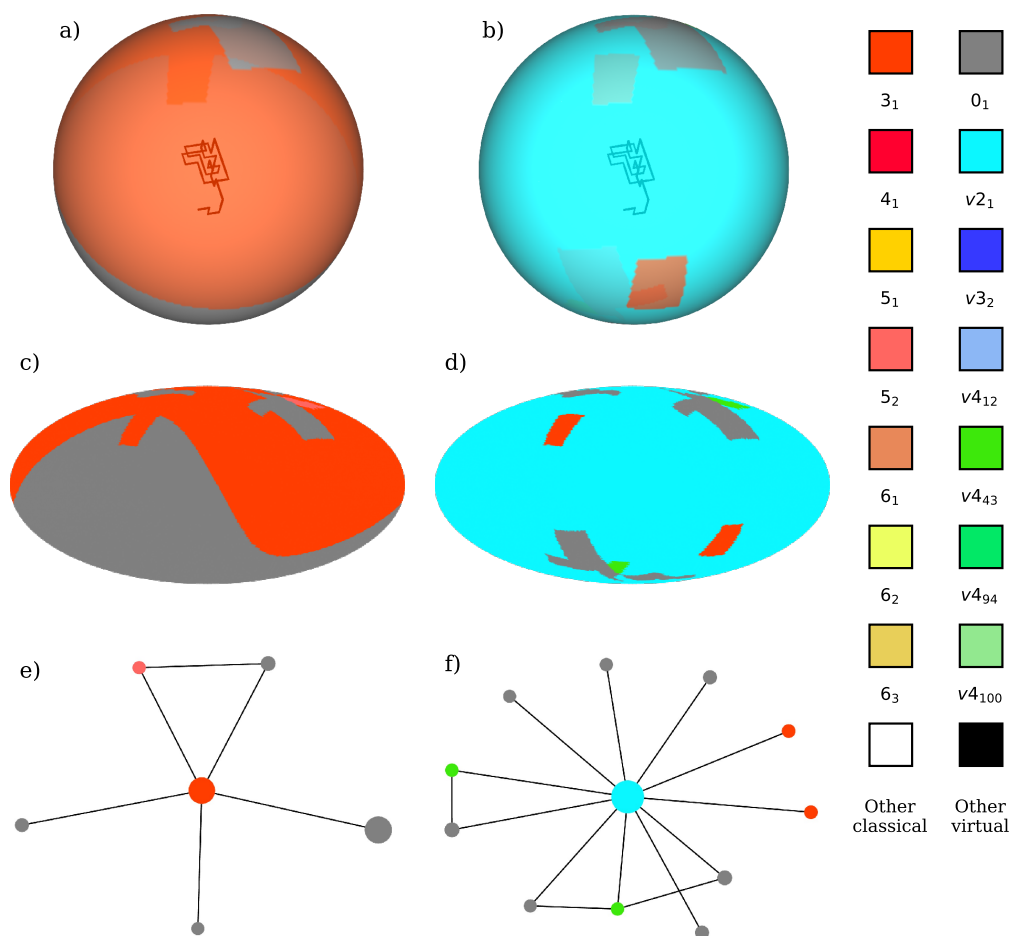 a)
b)
c)
d)
e)
f)
3₁
0₁
4₁
v2₁
5₁
v3₂
5₂
v4₁₂
6₁
v4₄₃
6₂
v4₉₄
6₃
v4₁₀₀
Other classical
Other virtual